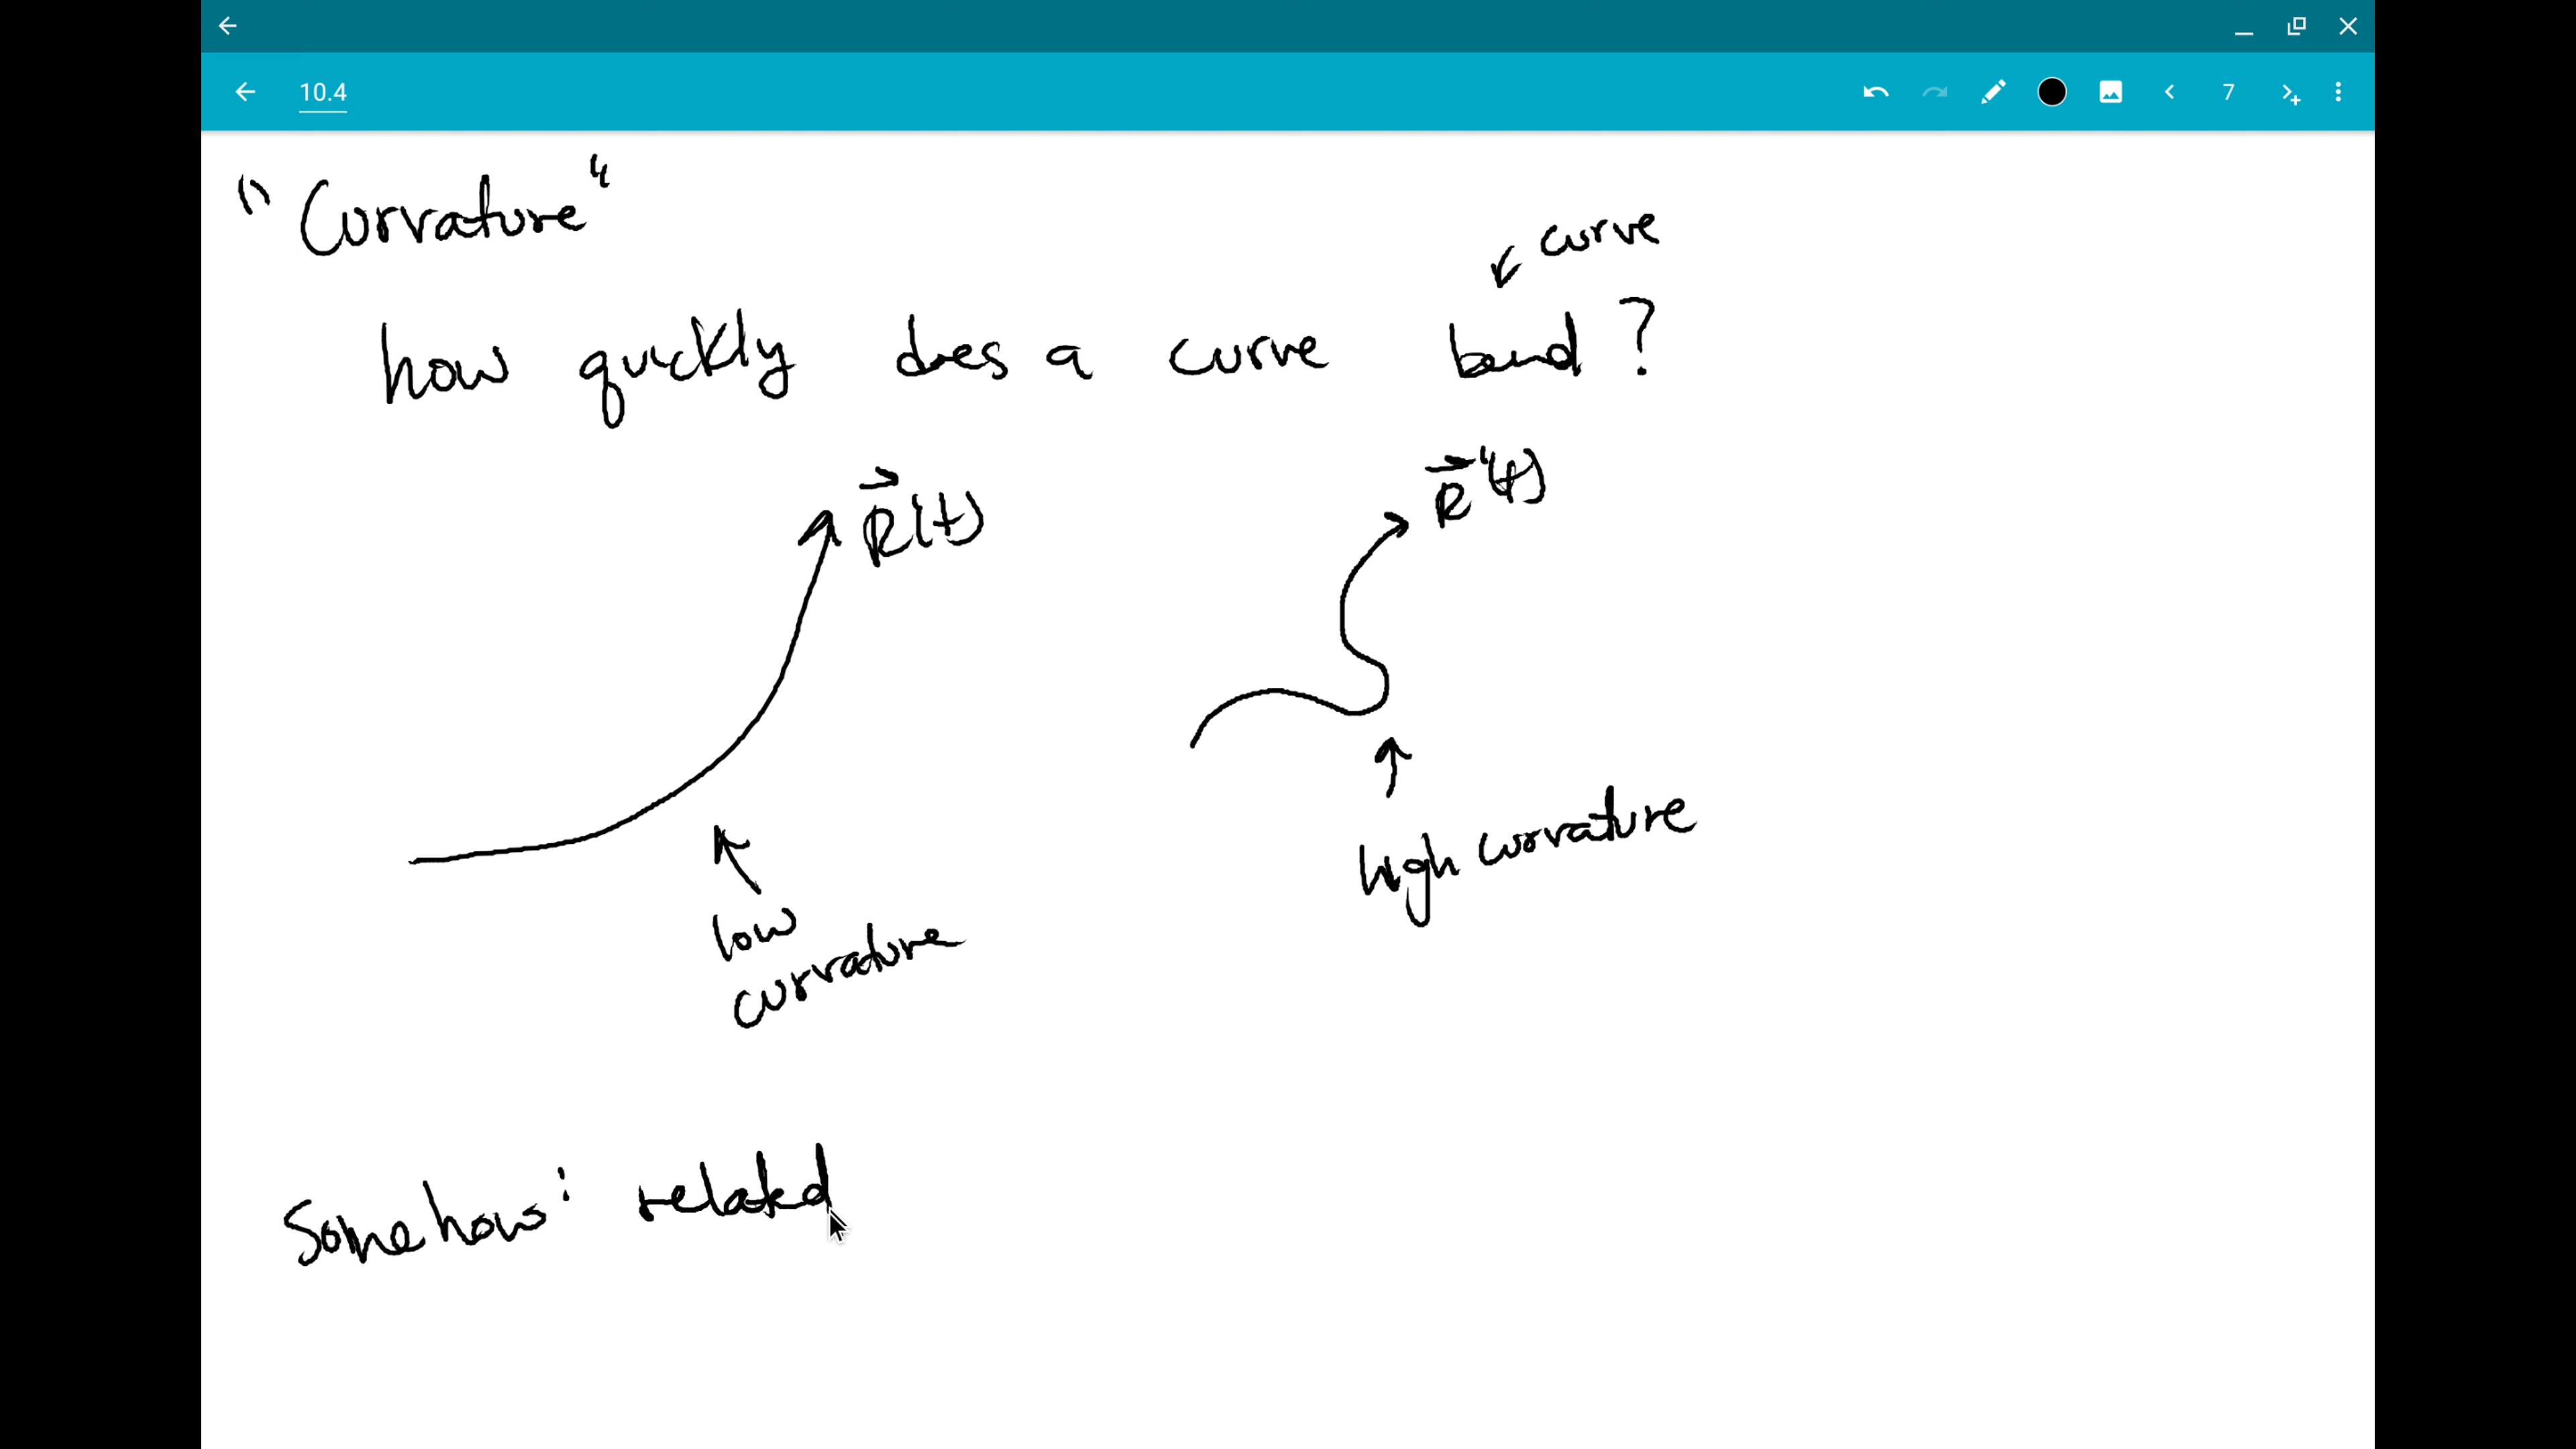 10.4
7
"Curvature"
curve
how quickly does a curve bend?
R(t)
R(t)
low
curvature
high curvature
Somehow: related